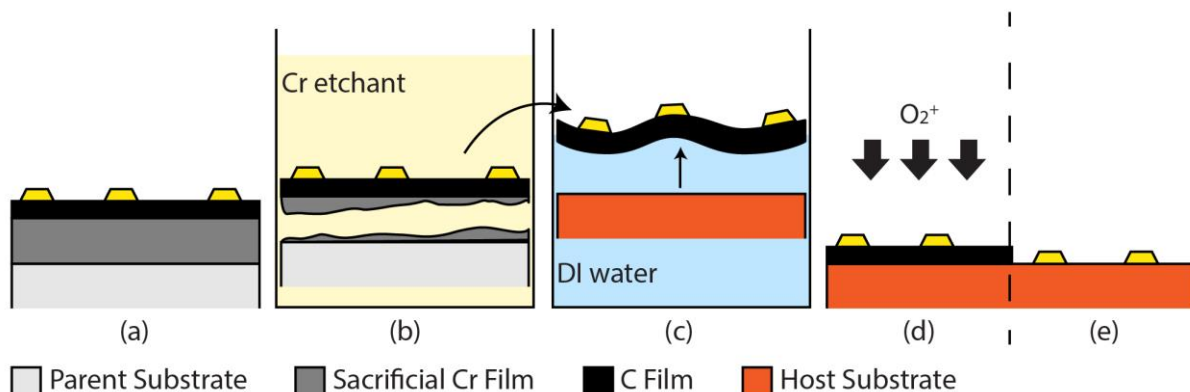 Cr etchant
O₂⁺
DI water
(a)
(b)
(c)
(d)
(e)
Parent Substrate
Sacrificial Cr Film
C Film
Host Substrate